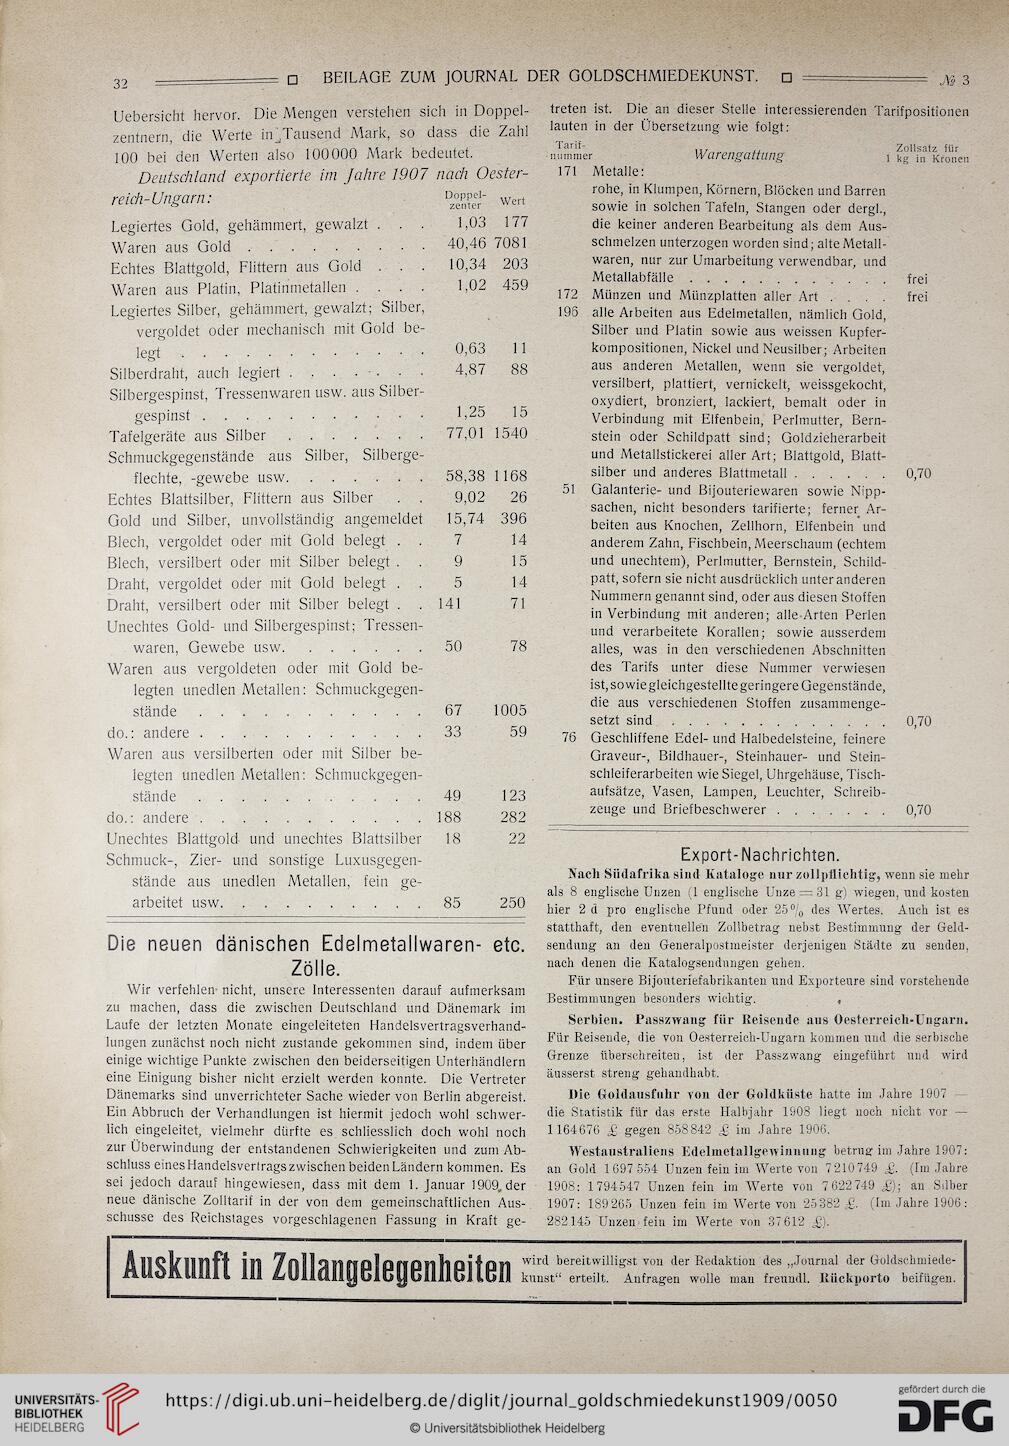 32 BEILAGE ZUM JOURNAL DER GOLDSCHMIEDEKUNST. № 3
Uebersicht hervor. Die Mengen verstehen sich in Doppel-
zentnern, die Werte in Tausend Mark, so dass die Zahl
100 bei den Werten also 100000 Mark bedeutet.
Deutschland exportierte im Jahre 1907 nach Oester-
reich-Ungarn: Doppel-zenter Wert
Legiertes Gold, gehämmert, gewalzt . . . 1,03 177
Waren aus Gold . . . . . . . . . 40,46 7081
Echtes Blattgold, Flittern aus Gold . . . 10,34 203
Waren aus Platin, Platinmetallen . . . . 1,02 459
Legiertes Silber, gehämmert, gewalzt; Silber,
vergoldet oder mechanisch mit Gold be-
legt . . . . . . . . . . . . 0,63 11
Silberdraht, auch legiert . . . . . . . 4,87 88
Silbergespinst, Tressenwaren usw. aus Silber-
gespinst . . . . . . . . . . . 1,25 15
Tafelgeräte aus Silber . . . . . . . 77,01 1540
Schmuckgegenstände aus Silber, Silberge-
flechte, -gewebe usw. . . . . . . 58,38 1168
Echtes Blattsilber, Flittern aus Silber . . 9,02 26
Gold und Silber, unvollständig angemeldet 15,74 396
Blech, vergoldet oder mit Gold belegt . . 7 14
Blech, versilbert oder mit Silber belegt . . 9 15
Draht, vergoldet oder mit Gold belegt . . 5 14
Draht, versilbert oder mit Silber belegt . . 141 71
Unechtes Gold- und Silbergespinst; Tressen-
waren, Gewebe usw. . . . . . . 50 78
Waren aus vergoldeten oder mit Gold be-
legten unedlen Metallen: Schmuckgegen-
stände . . . . . . . . . . . 67 1005
do.: andere . . . . . . . . . . . 33 59
Waren aus versilberten oder mit Silber be-
legten unedlen Metallen: Schmuckgegen-
stände . . . . . . . . . . . 49 123
do.: andere . . . . . . . . . . . 188 282
Unechtes Blattgold und unechtes Blattsilber 18 22
Schmuck-, Zier- und sonstige Luxusgegen-
stände aus unedlen Metallen, fein ge-
arbeitet usw. . . . . . . . . . 85 250
Die neuen dänischen Edelmetallwaren- etc.
Zölle.
Wir verfehlen nicht, unsere Interessenten darauf aufmerksam
zu machen, dass die zwischen Deutschland und Dänemark im
Laufe der letzten Monate eingeleiteten Handelsvertragsverhand-
lungen zunächst noch nicht zustande gekommen sind, indem über
einige wichtige Punkte zwischen den beiderseitigen Unterhändlern
eine Einigung bisher nicht erzielt werden konnte. Die Vertreter
Dänemarks sind unverrichteter Sache wieder von Berlin abgereist.
Ein Abbruch der Verhandlungen ist hiermit jedoch wohl schwer-
lich eingeleitet, vielmehr dürfte es schliesslich doch wohl noch
zur Überwindung der entstandenen Schwierigkeiten und zum Ab-
schluss eines Handelsvertrags zwischen beiden Ländern kommen. Es
sei jedoch darauf hingewiesen, dass mit dem 1. Januar 1909 der
neue dänische Zolltarif in der von dem gemeinschaftlichen Aus-
schusse des Reichstages vorgeschlagenen Fassung in Kraft ge-
treten ist. Die an dieser Stelle interessierenden Tarifpositionen
lauten in der Übersetzung wie folgt:
Tarif-nummer Warengattung Zollsatz für 1 kg in Kronen
171 Metalle:
rohe, in Klumpen, Körnern, Blöcken und Barren
sowie in solchen Tafeln, Stangen oder dergl.,
die keiner anderen Bearbeitung als dem Aus-
schmelzen unterzogen worden sind; alte Metall-
waren, nur zur Umarbeitung verwendbar, und
Metallabfälle . . . . . . . . . . . . frei
172 Münzen und Münzplatten aller Art . . . . frei
196 alle Arbeiten aus Edelmetallen, nämlich Gold,
Silber und Platin sowie aus weissen Kupfer-
kompositionen, Nickel und Neusilber; Arbeiten
aus anderen Metallen, wenn sie vergoldet,
versilbert, plattiert, vernickelt, weissgekocht,
oxydiert, bronziert, lackiert, bemalt oder in
Verbindung mit Elfenbein, Perlmutter, Bern-
stein oder Schildpatt sind; Goldzieherarbeit
und Metallstickerei aller Art; Blattgold, Blatt-
silber und anderes Blattmetall . . . . . . 0,70
51 Galanterie- und Bijouteriewaren sowie Nipp-
sachen, nicht besonders tarifierte; ferner Ar-
beiten aus Knochen, Zellhorn, Elfenbein und
anderem Zahn, Fischbein, Meerschaum (echtem
und unechtem), Perlmutter, Bernstein, Schild-
patt, sofern sie nicht ausdrücklich unter anderen
Nummern genannt sind, oder aus diesen Stoffen
in Verbindung mit anderen; alle Arten Perlen
und verarbeitete Korallen; sowie ausserdem
alles, was in den verschiedenen Abschnitten
des Tarifs unter diese Nummer verwiesen
ist, sowie gleichgestellte geringere Gegenstände,
die aus verschiedenen Stoffen zusammenge-
setzt sind . . . . . . . . . . . . . 0,70
76 Geschliffene Edel- und Halbedelsteine, feinere
Graveur-, Bildhauer-, Steinhauer- und Stein-
schleiferarbeiten wie Siegel, Uhrgehäuse, Tisch-
aufsätze, Vasen, Lampen, Leuchter, Schreib-
zeuge und Briefbeschwerer . . . . . . . 0,70
Export-Nachrichten.
Nach Südafrika sind Kataloge nur zollpflichtig, wenn sie mehr
als 8 englische Unzen (1 englische Unze = 31 g) wiegen, und kosten
hier 2 d pro englische Pfund oder 25% des Wertes. Auch ist es
statthaft, den eventuellen Zollbetrag nebst Bestimmung der Geld-
sendung an den Generalpostmeister derjenigen Städte zu senden,
nach denen die Katalogsendungen gehen.
Für unsere Bijouteriefabrikanten und Exporteure sind vorstehende
Bestimmungen besonders wichtig.
Serbien. Passzwang für Reisende aus Oesterreich-Ungarn.
Für Reisende, die von Oesterreich-Ungarn kommen und die serbische
Grenze überschreiten, ist der Passzwang eingeführt und wird
äusserst streng gehandhabt.
Die Goldausfuhr von der Goldküste hatte im Jahre 1907 —
die Statistik für das erste Halbjahr 1908 liegt noch nicht vor —
1164676 £ gegen 858842 £ im Jahre 1906.
Westaustraliens Edelmetallgewinnung betrug im Jahre 1907:
an Gold 1697554 Unzen fein im Werte von 7210749 £. (Im Jahre
1908: 1794547 Unzen fein im Werte von 7622749 £); an Silber
1907: 189265 Unzen fein im Werte von 25382 £. (Im Jahre 1906:
282145 Unzen fein im Werte von 37612 £).
Auskunft in Zollangelegenheiten
wird bereitwilligst von der Redaktion des „Journal der Goldschmiede-
kunst“ erteilt. Anfragen wolle man freundl. Rückporto beifügen.
UNIVERSITÄTS-
BIBLIOTHEK
HEIDELBERG
https://digi.ub.uni-heidelberg.de/diglit/journal_goldschmiedekunst1909/0050
© Universitätsbibliothek Heidelberg
gefördert durch die
DFG